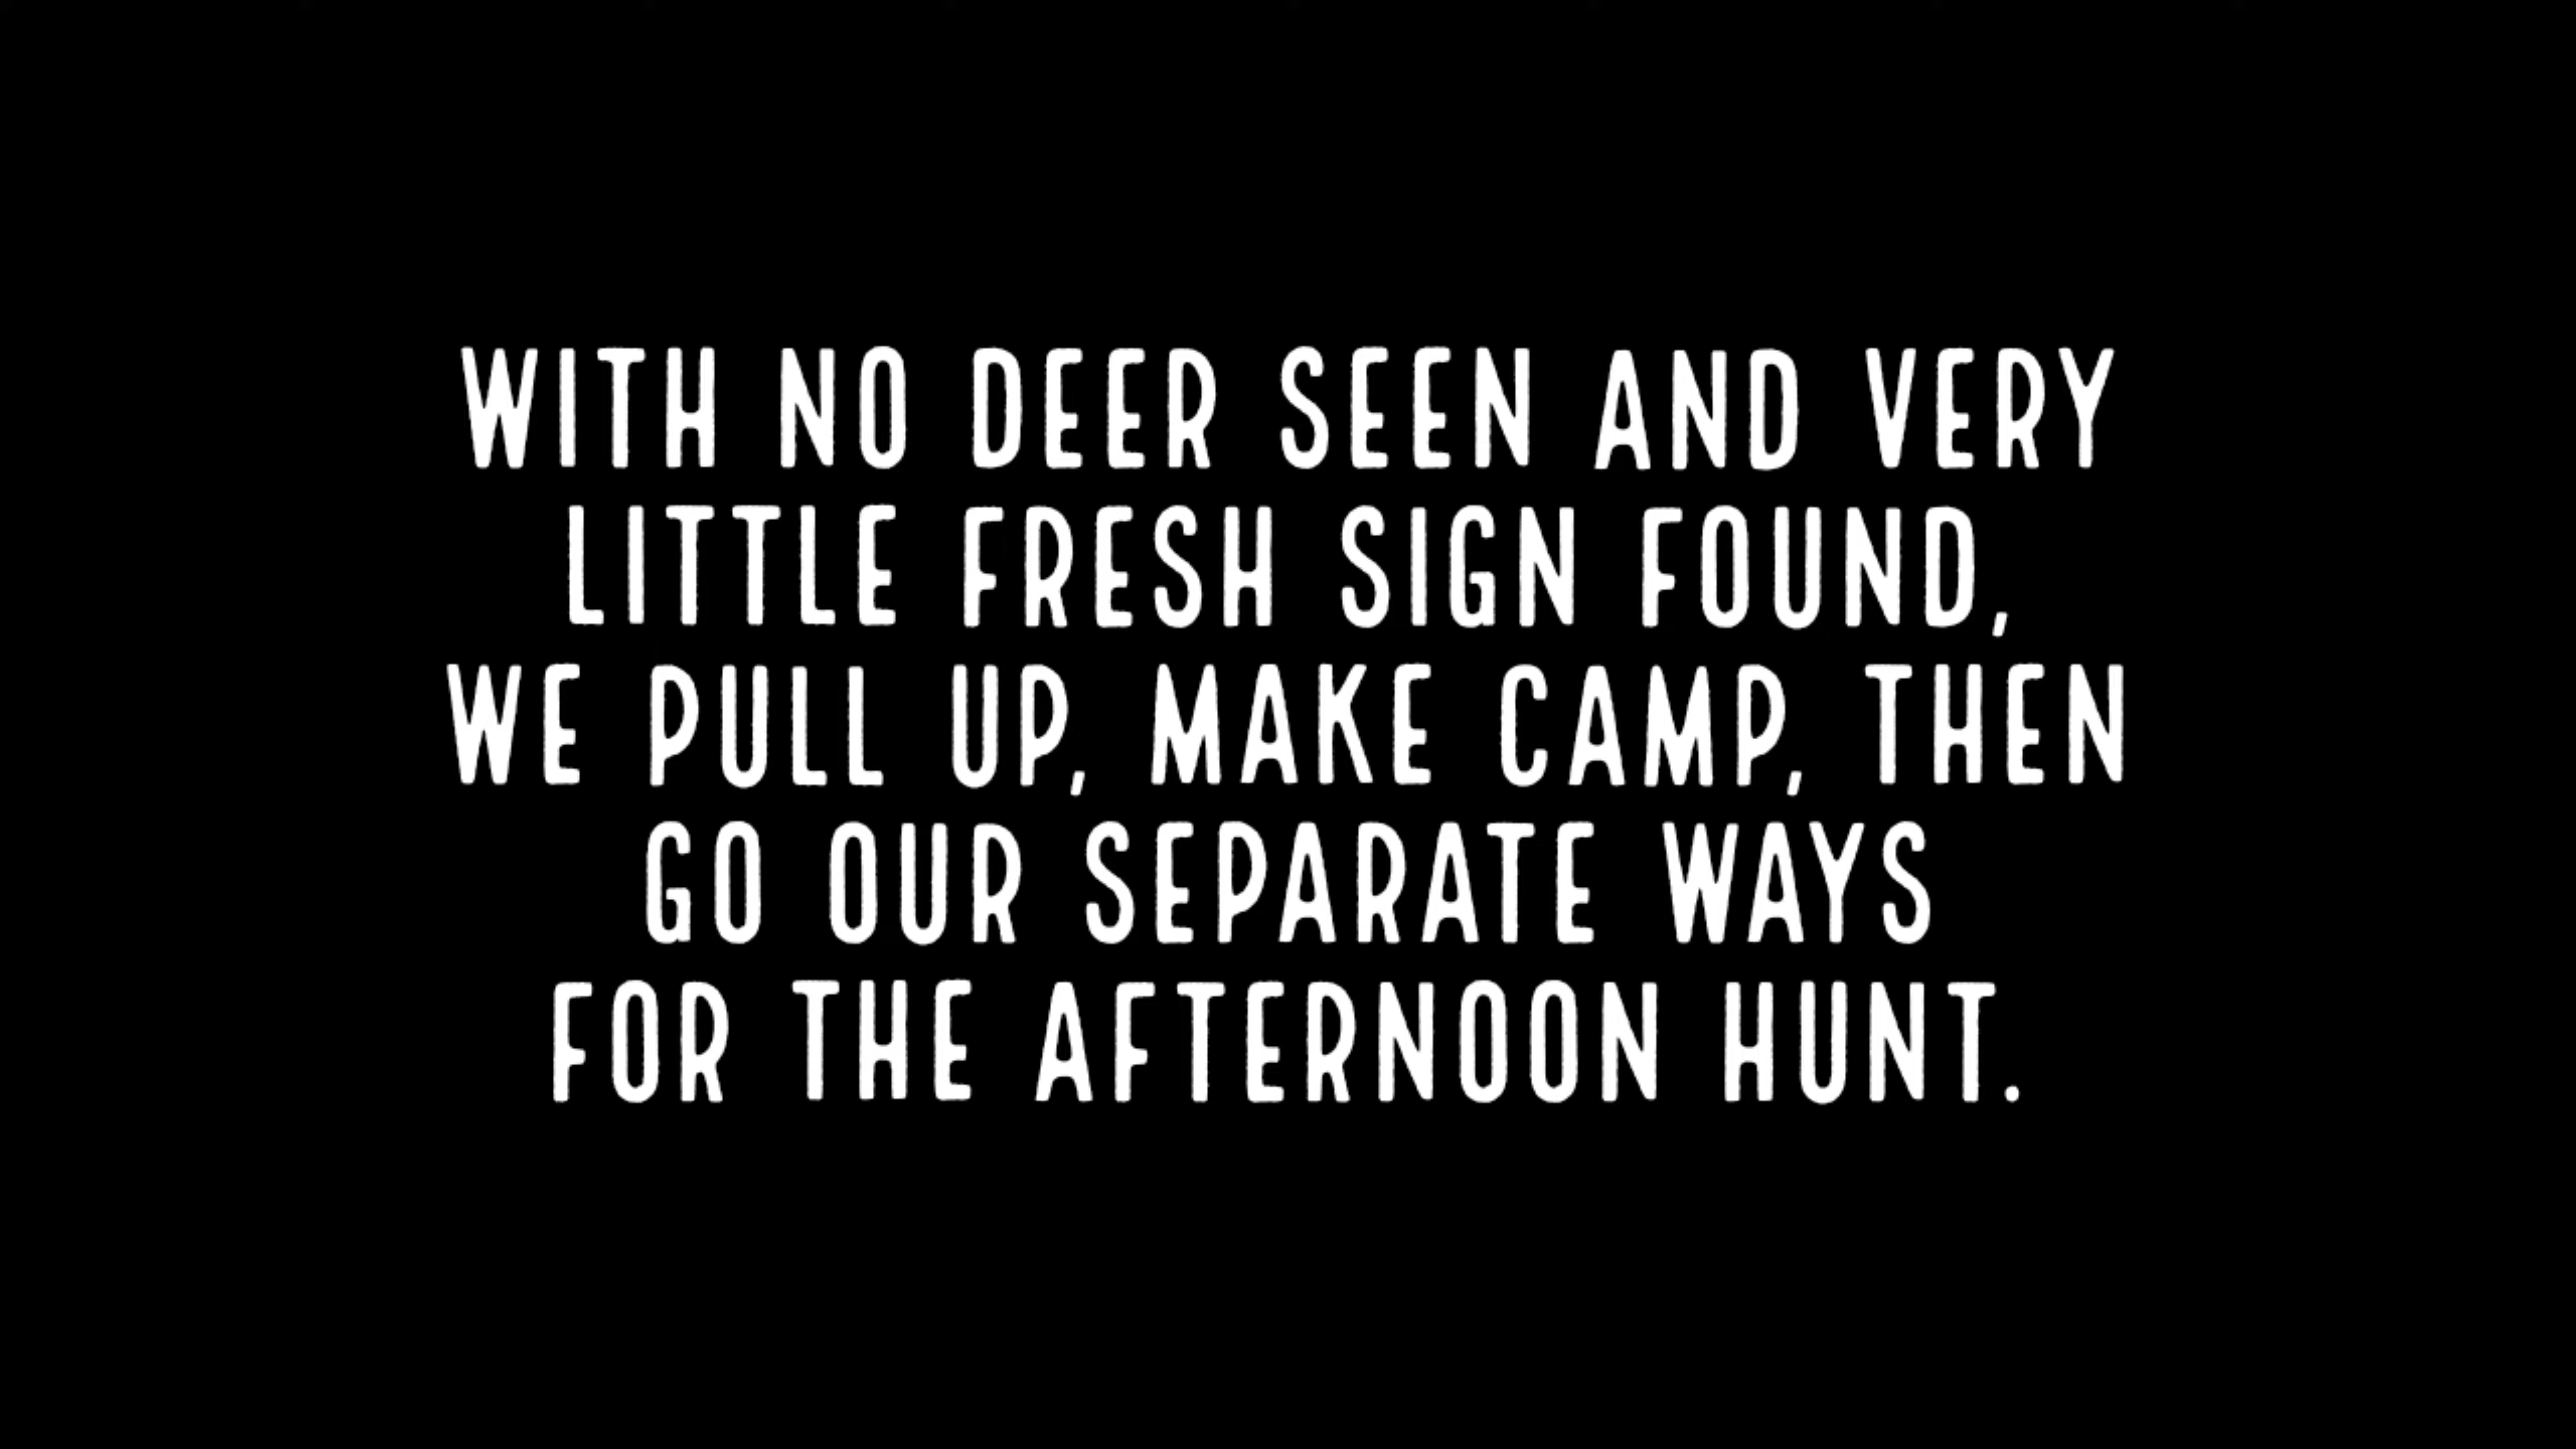 WITH NO DEER SEEN AND VERY
LITTLE FRESH SIGN FOUND,
WE PULL UP, MAKE CAMP, THEN
GO OUR SEPARATE WAYS
FOR THE AFTERNOON HUNT.